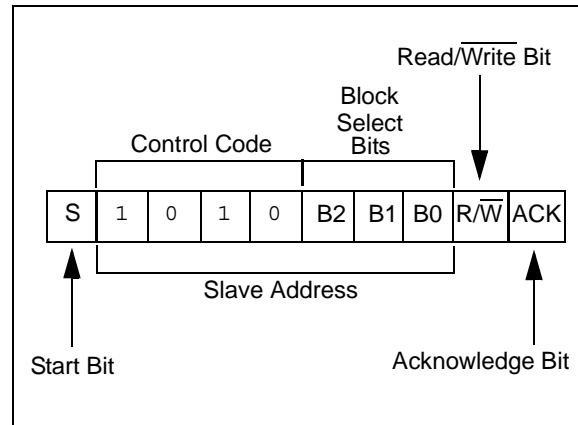 Read/Write Bit
Block
Select
Bits
Control Code
S 1 0 1 0 B2 B1 B0 R/W ACK
Slave Address
Start Bit
Acknowledge Bit